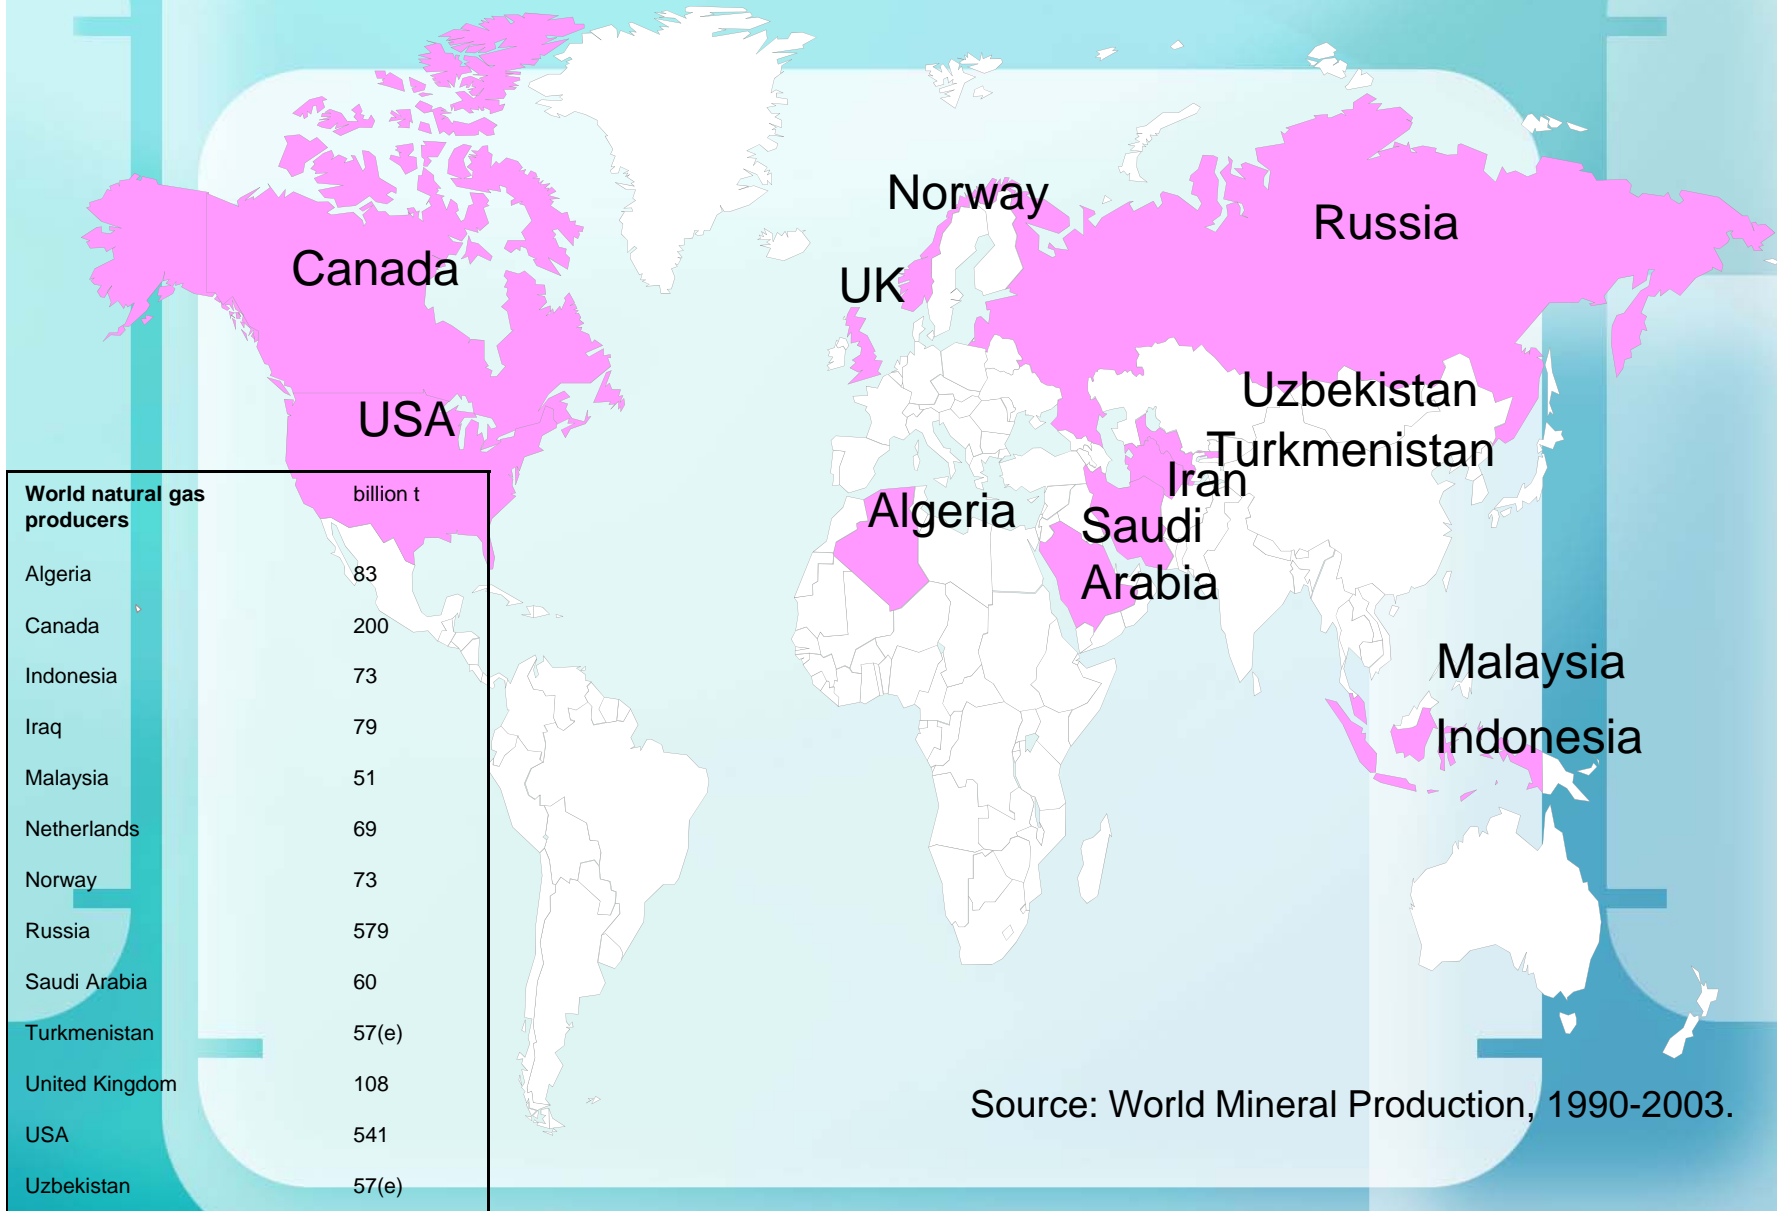 Norway
Russia
Canada
UK
Uzbekistan
USA
Turkmenistan
Iran
Algeria
Saudi
Arabia
Malaysia
Indonesia
World natural gas producers billion t
Algeria 83
Canada 200
Indonesia 73
Iraq 79
Malaysia 51
Netherlands 69
Norway 73
Russia 579
Saudi Arabia 60
Turkmenistan 57(e)
United Kingdom 108
USA 541
Uzbekistan 57(e)
Source: World Mineral Production, 1990-2003.